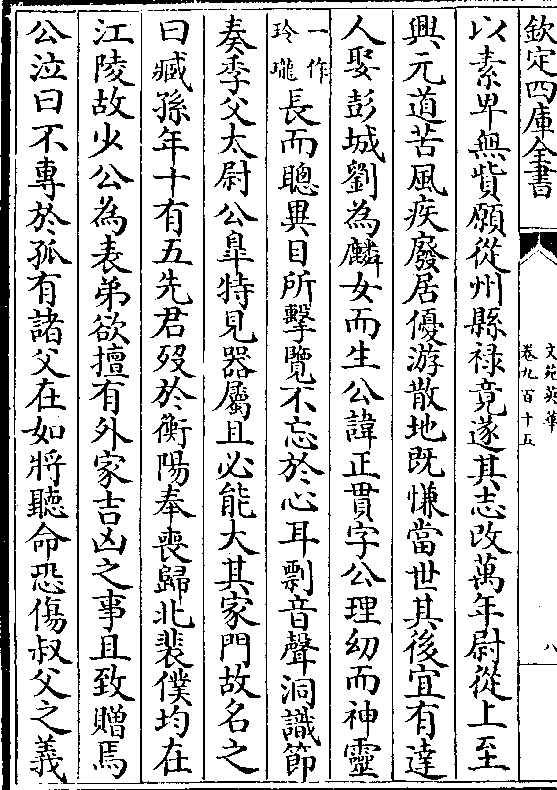 欽定四庫全書
文苑英華
卷九百十五
八
以素卑無貲願從州縣禄竟遂其志改萬年尉從上至
興元道苦風疾廢居優游散地既慊當世其後宜有達
人娶彭城劉為麟女而生公諱正貫字公理幼而神靈
一作
玲瓏
長而聰異目所擊覽不忘於心耳剽音聲洞識節
奏季父太尉公臯特見器屬且必能大其家門故名之
曰臧孫年十有五先君歿於衡陽奉喪歸北裴僕均在
江陵故少公為表弟欲擅有外家吉凶之事且致贈焉
公泣曰不專於孤有諸父在如將聽命恐傷叔父之義